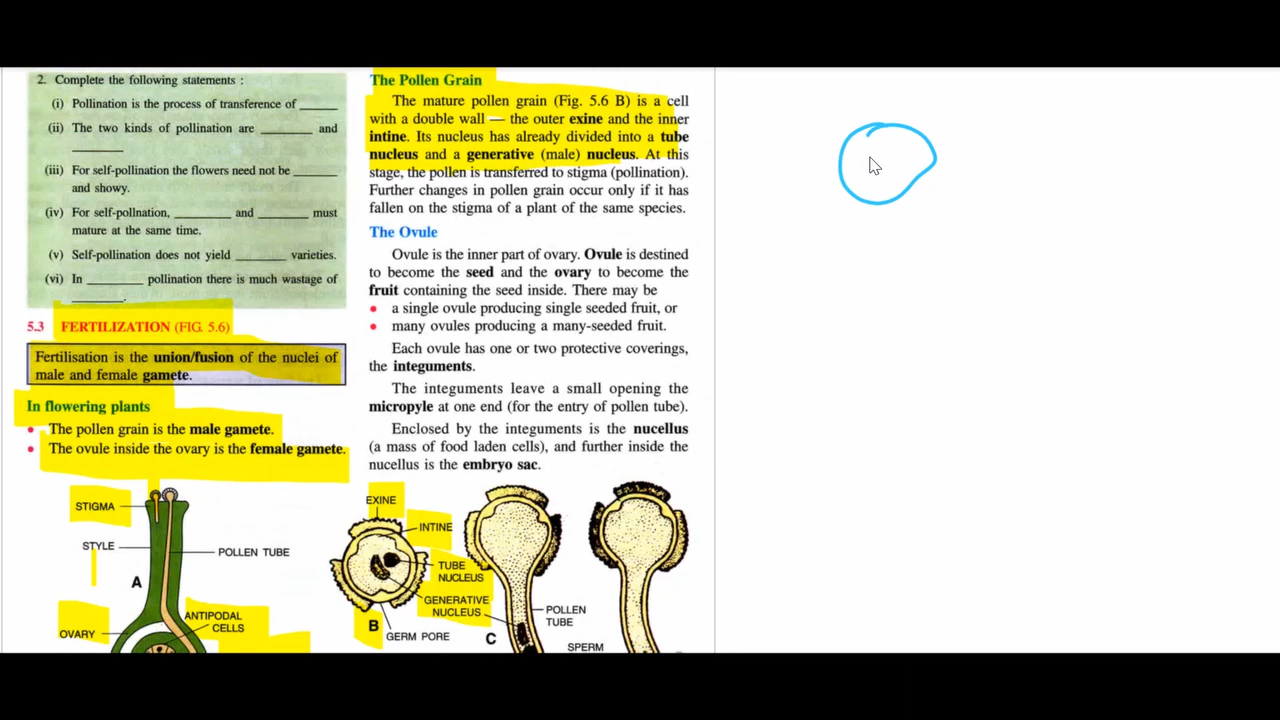 2. Complete the following statements :
(i) Pollination is the process of transference of ______
(ii) The two kinds of pollination are ________ and
________
(iii) For self-pollination the flowers need not be ______
and showy.
(iv) For self-pollnation, ________ and ________ must
mature at the same time.
(v) Self-pollination does not yield ________ varieties.
(vi) In ________ pollination there is much wastage of
________.
5.3 FERTILIZATION (FIG. 5.6)
Fertilisation is the union/fusion of the nuclei of
male and female gamete.
In flowering plants
• The pollen grain is the male gamete.
• The ovule inside the ovary is the female gamete.
STIGMA
STYLE
POLLEN TUBE
A
ANTIPODAL
CELLS
OVARY
The Pollen Grain
The mature pollen grain (Fig. 5.6 B) is a cell
with a double wall — the outer exine and the inner
intine. Its nucleus has already divided into a tube
nucleus and a generative (male) nucleus. At this
stage, the pollen is transferred to stigma (pollination).
Further changes in pollen grain occur only if it has
fallen on the stigma of a plant of the same species.
The Ovule
Ovule is the inner part of ovary. Ovule is destined
to become the seed and the ovary to become the
fruit containing the seed inside. There may be
• a single ovule producing single seeded fruit, or
• many ovules producing a many-seeded fruit.
Each ovule has one or two protective coverings,
the integuments.
The integuments leave a small opening the
micropyle at one end (for the entry of pollen tube).
Enclosed by the integuments is the nucellus
(a mass of food laden cells), and further inside the
nucellus is the embryo sac.
EXINE
INTINE
TUBE
NUCLEUS
GENERATIVE
NUCLEUS
B
GERM PORE
C
POLLEN
TUBE
SPERM